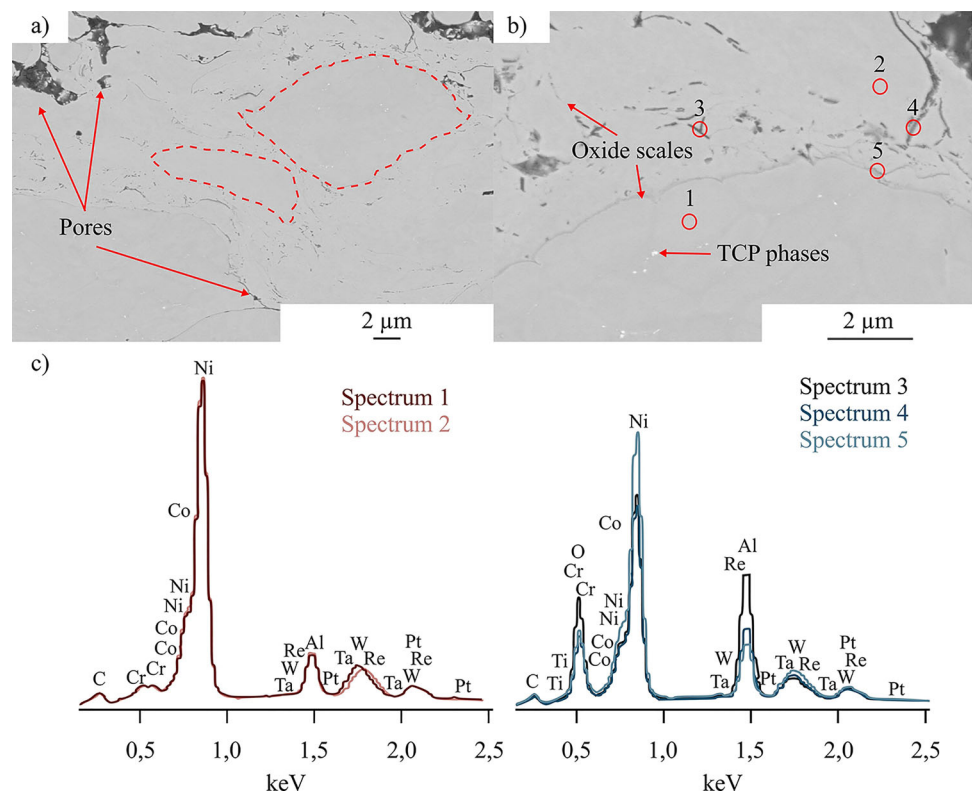 a)
Pores
2 µm
b)
2
3
4
Oxide scales
5
1
TCP phases
2 µm
c)
Ni
Spectrum 1
Spectrum 2
Co
Ni
Ni
Co
Co
C
Cr
Cr
Re
Al
W
Ta
Pt
W
Ta
Re
Ta
Pt
Re
W
Pt
0,5
1,0
1,5
2,0
2,5
keV
Spectrum 3
Spectrum 4
Spectrum 5
Ni
Co
O
Cr
Cr
Al
Re
Ni
Ni
Co
Co
Ti
Ti
C
W
Ta
Pt
W
Ta
Re
Ta
Pt
Re
W
Pt
0,5
1,0
1,5
2,0
2,5
keV